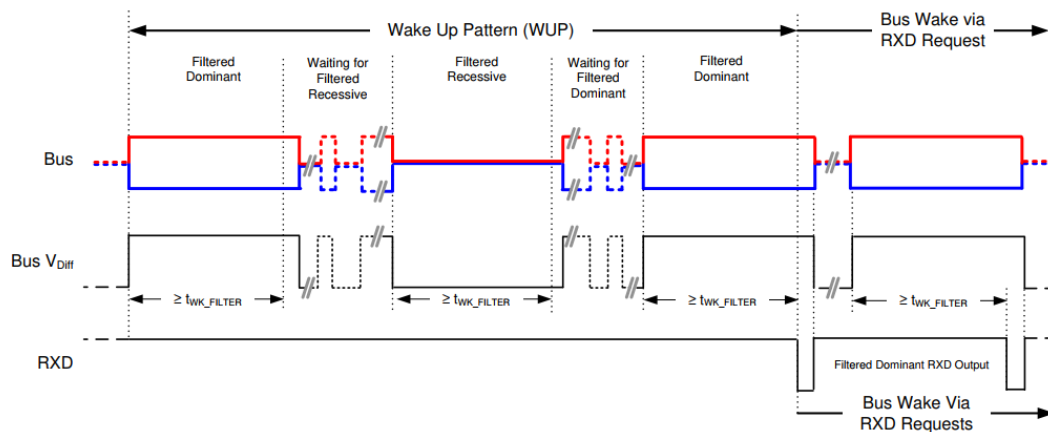 Wake Up Pattern (WUP)
Bus Wake via
RXD Request
Filtered
Dominant
Waiting for
Filtered
Recessive
Filtered
Recessive
Waiting for
Filtered
Dominant
Filtered
Dominant
Bus
Bus VDiff
≥ tWK_FILTER
≥ tWK_FILTER
≥ tWK_FILTER
≥ tWK_FILTER
RXD
Filtered Dominant RXD Output
Bus Wake Via
RXD Requests